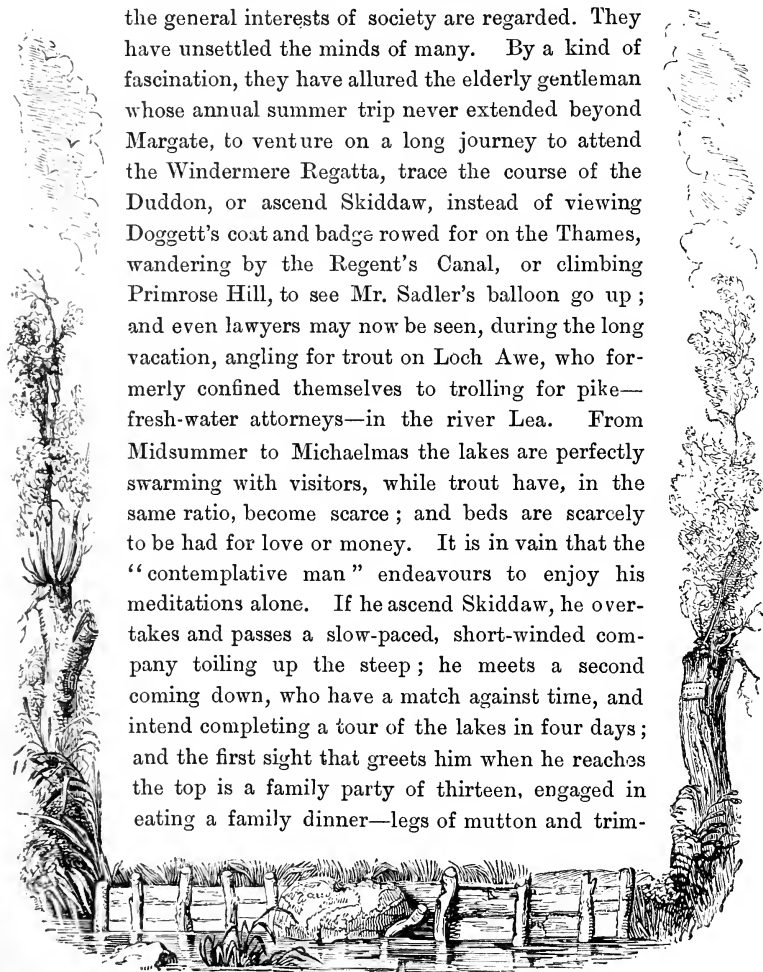 the general interests of society are regarded. They
have unsettled the minds of many. By a kind of
fascination, they have allured the elderly gentleman
whose annual summer trip never extended beyond
Margate, to venture on a long journey to attend
the Windermere Regatta, trace the course of the
Duddon, or ascend Skiddaw, instead of viewing
Doggett's coat and badge rowed for on the Thames,
wandering by the Regent's Canal, or climbing
Primrose Hill, to see Mr. Sadler's balloon go up ;
and even lawyers may now be seen, during the long
vacation, angling for trout on Loch Awe, who for-
merly confined themselves to trolling for pike—
fresh-water attorneys—in the river Lea. From
Midsummer to Michaelmas the lakes are perfectly
swarming with visitors, while trout have, in the
same ratio, become scarce ; and beds are scarcely
to be had for love or money. It is in vain that the
“contemplative man” endeavours to enjoy his
meditations alone. If he ascend Skiddaw, he over-
takes and passes a slow-paced, short-winded com-
pany toiling up the steep ; he meets a second
coming down, who have a match against time, and
intend completing a tour of the lakes in four days ;
and the first sight that greets him when he reaches
the top is a family party of thirteen, engaged in
eating a family dinner—legs of mutton and trim-